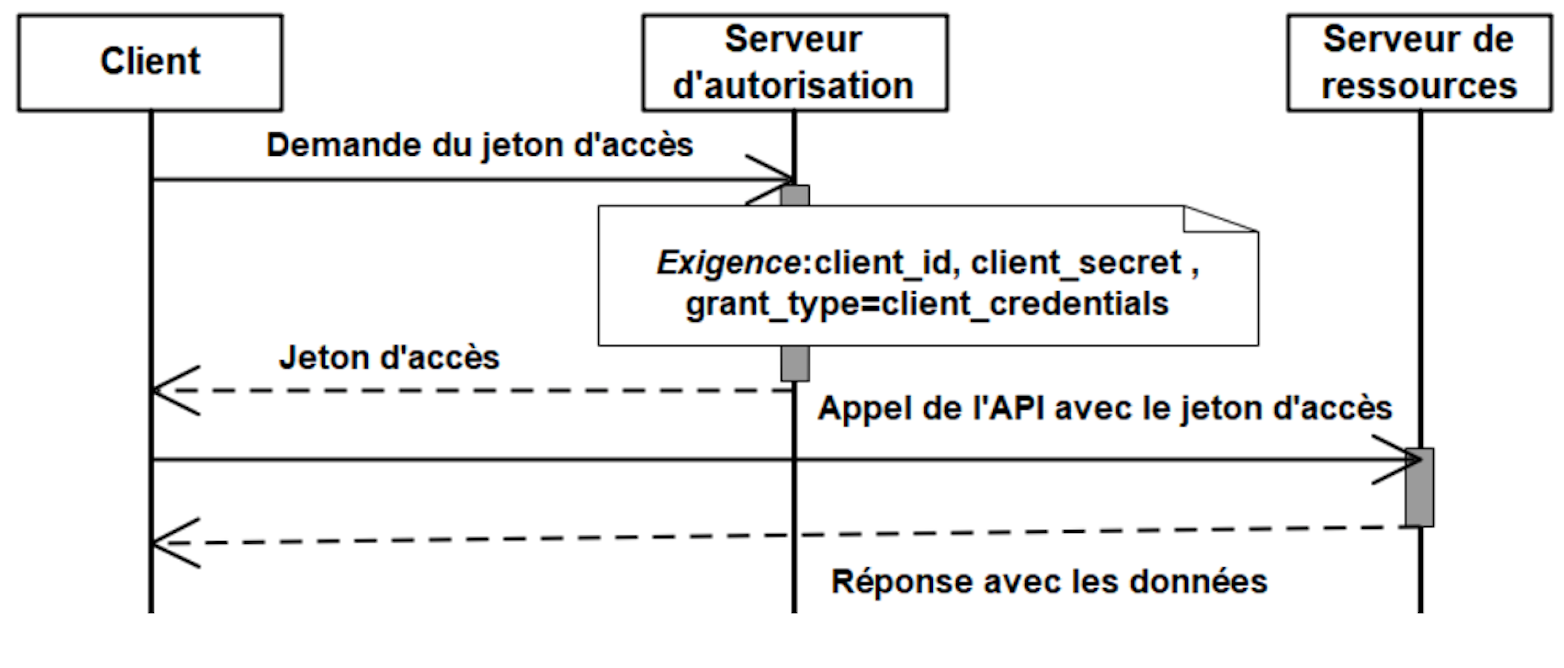 Client
Serveur
d'autorisation
Serveur de
ressources
Demande du jeton d'accès
Exigence:client_id, client_secret ,
grant_type=client_credentials
Jeton d'accès
Appel de l'API avec le jeton d'accès
Réponse avec les données